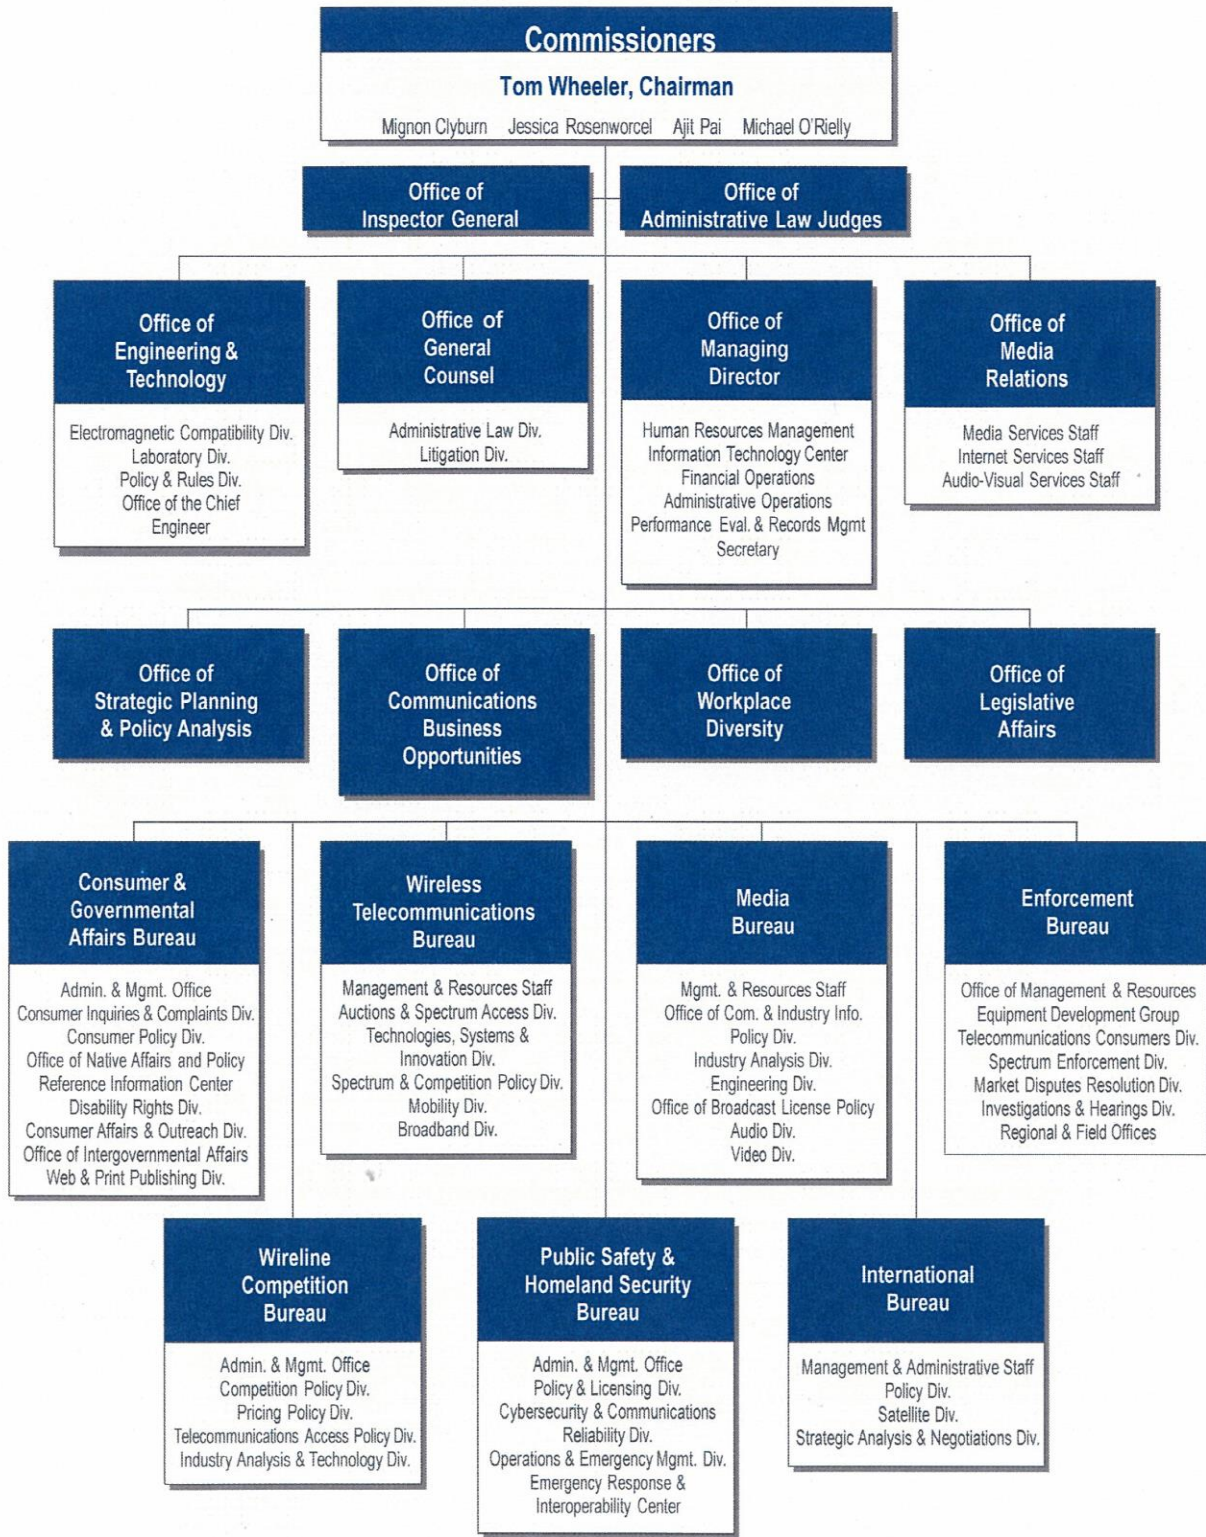 Commissioners
Tom Wheeler, Chairman
Mignon Clyburn Jessica Rosenworcel Ajit Pai Michael O'Rielly
Office of
Inspector General
Office of
Administrative Law Judges
Office of
Engineering &
Technology
Electromagnetic Compatibility Div.
Laboratory Div.
Policy & Rules Div.
Office of the Chief
Engineer
Office of
General
Counsel
Administrative Law Div.
Litigation Div.
Office of
Managing
Director
Human Resources Management
Information Technology Center
Financial Operations
Administrative Operations
Performance Eval. & Records Mgmt
Secretary
Office of
Media
Relations
Media Services Staff
Internet Services Staff
Audio-Visual Services Staff
Office of
Strategic Planning
& Policy Analysis
Office of
Communications
Business
Opportunities
Office of
Workplace
Diversity
Office of
Legislative
Affairs
Consumer &
Governmental
Affairs Bureau
Admin. & Mgmt. Office
Consumer Inquiries & Complaints Div.
Consumer Policy Div.
Office of Native Affairs and Policy
Reference Information Center
Disability Rights Div.
Consumer Affairs & Outreach Div.
Office of Intergovernmental Affairs
Web & Print Publishing Div.
Wireless
Telecommunications
Bureau
Management & Resources Staff
Auctions & Spectrum Access Div.
Technologies, Systems &
Innovation Div.
Spectrum & Competition Policy Div.
Mobility Div.
Broadband Div.
Media
Bureau
Mgmt. & Resources Staff
Office of Com. & Industry Info.
Policy Div.
Industry Analysis Div.
Engineering Div.
Office of Broadcast License Policy
Audio Div.
Video Div.
Enforcement
Bureau
Office of Management & Resources
Equipment Development Group
Telecommunications Consumers Div.
Spectrum Enforcement Div.
Market Disputes Resolution Div.
Investigations & Hearings Div.
Regional & Field Offices
Wireline
Competition
Bureau
Admin. & Mgmt. Office
Competition Policy Div.
Pricing Policy Div.
Telecommunications Access Policy Div.
Industry Analysis & Technology Div.
Public Safety &
Homeland Security
Bureau
Admin. & Mgmt. Office
Policy & Licensing Div.
Cybersecurity & Communications
Reliability Div.
Operations & Emergency Mgmt. Div.
Emergency Response &
Interoperability Center
International
Bureau
Management & Administrative Staff
Policy Div.
Satellite Div.
Strategic Analysis & Negotiations Div.